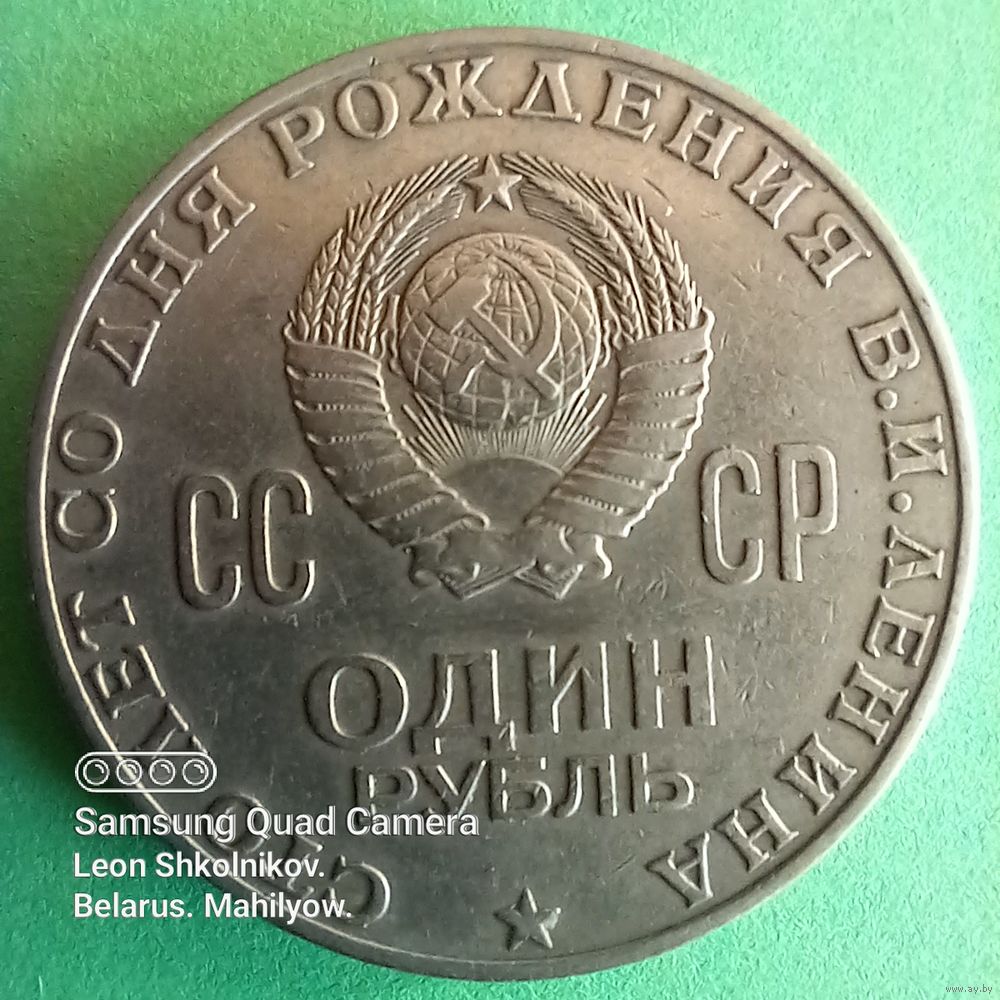 СТО ЛЕТ СО ДНЯ РОЖДЕНИЯ В.И.ЛЕНИНА
СС СР
ОДИН
РУБЛЬ
Samsung Quad Camera
Leon Shkolnikov.
Belarus. Mahilyow.
www.ay.by